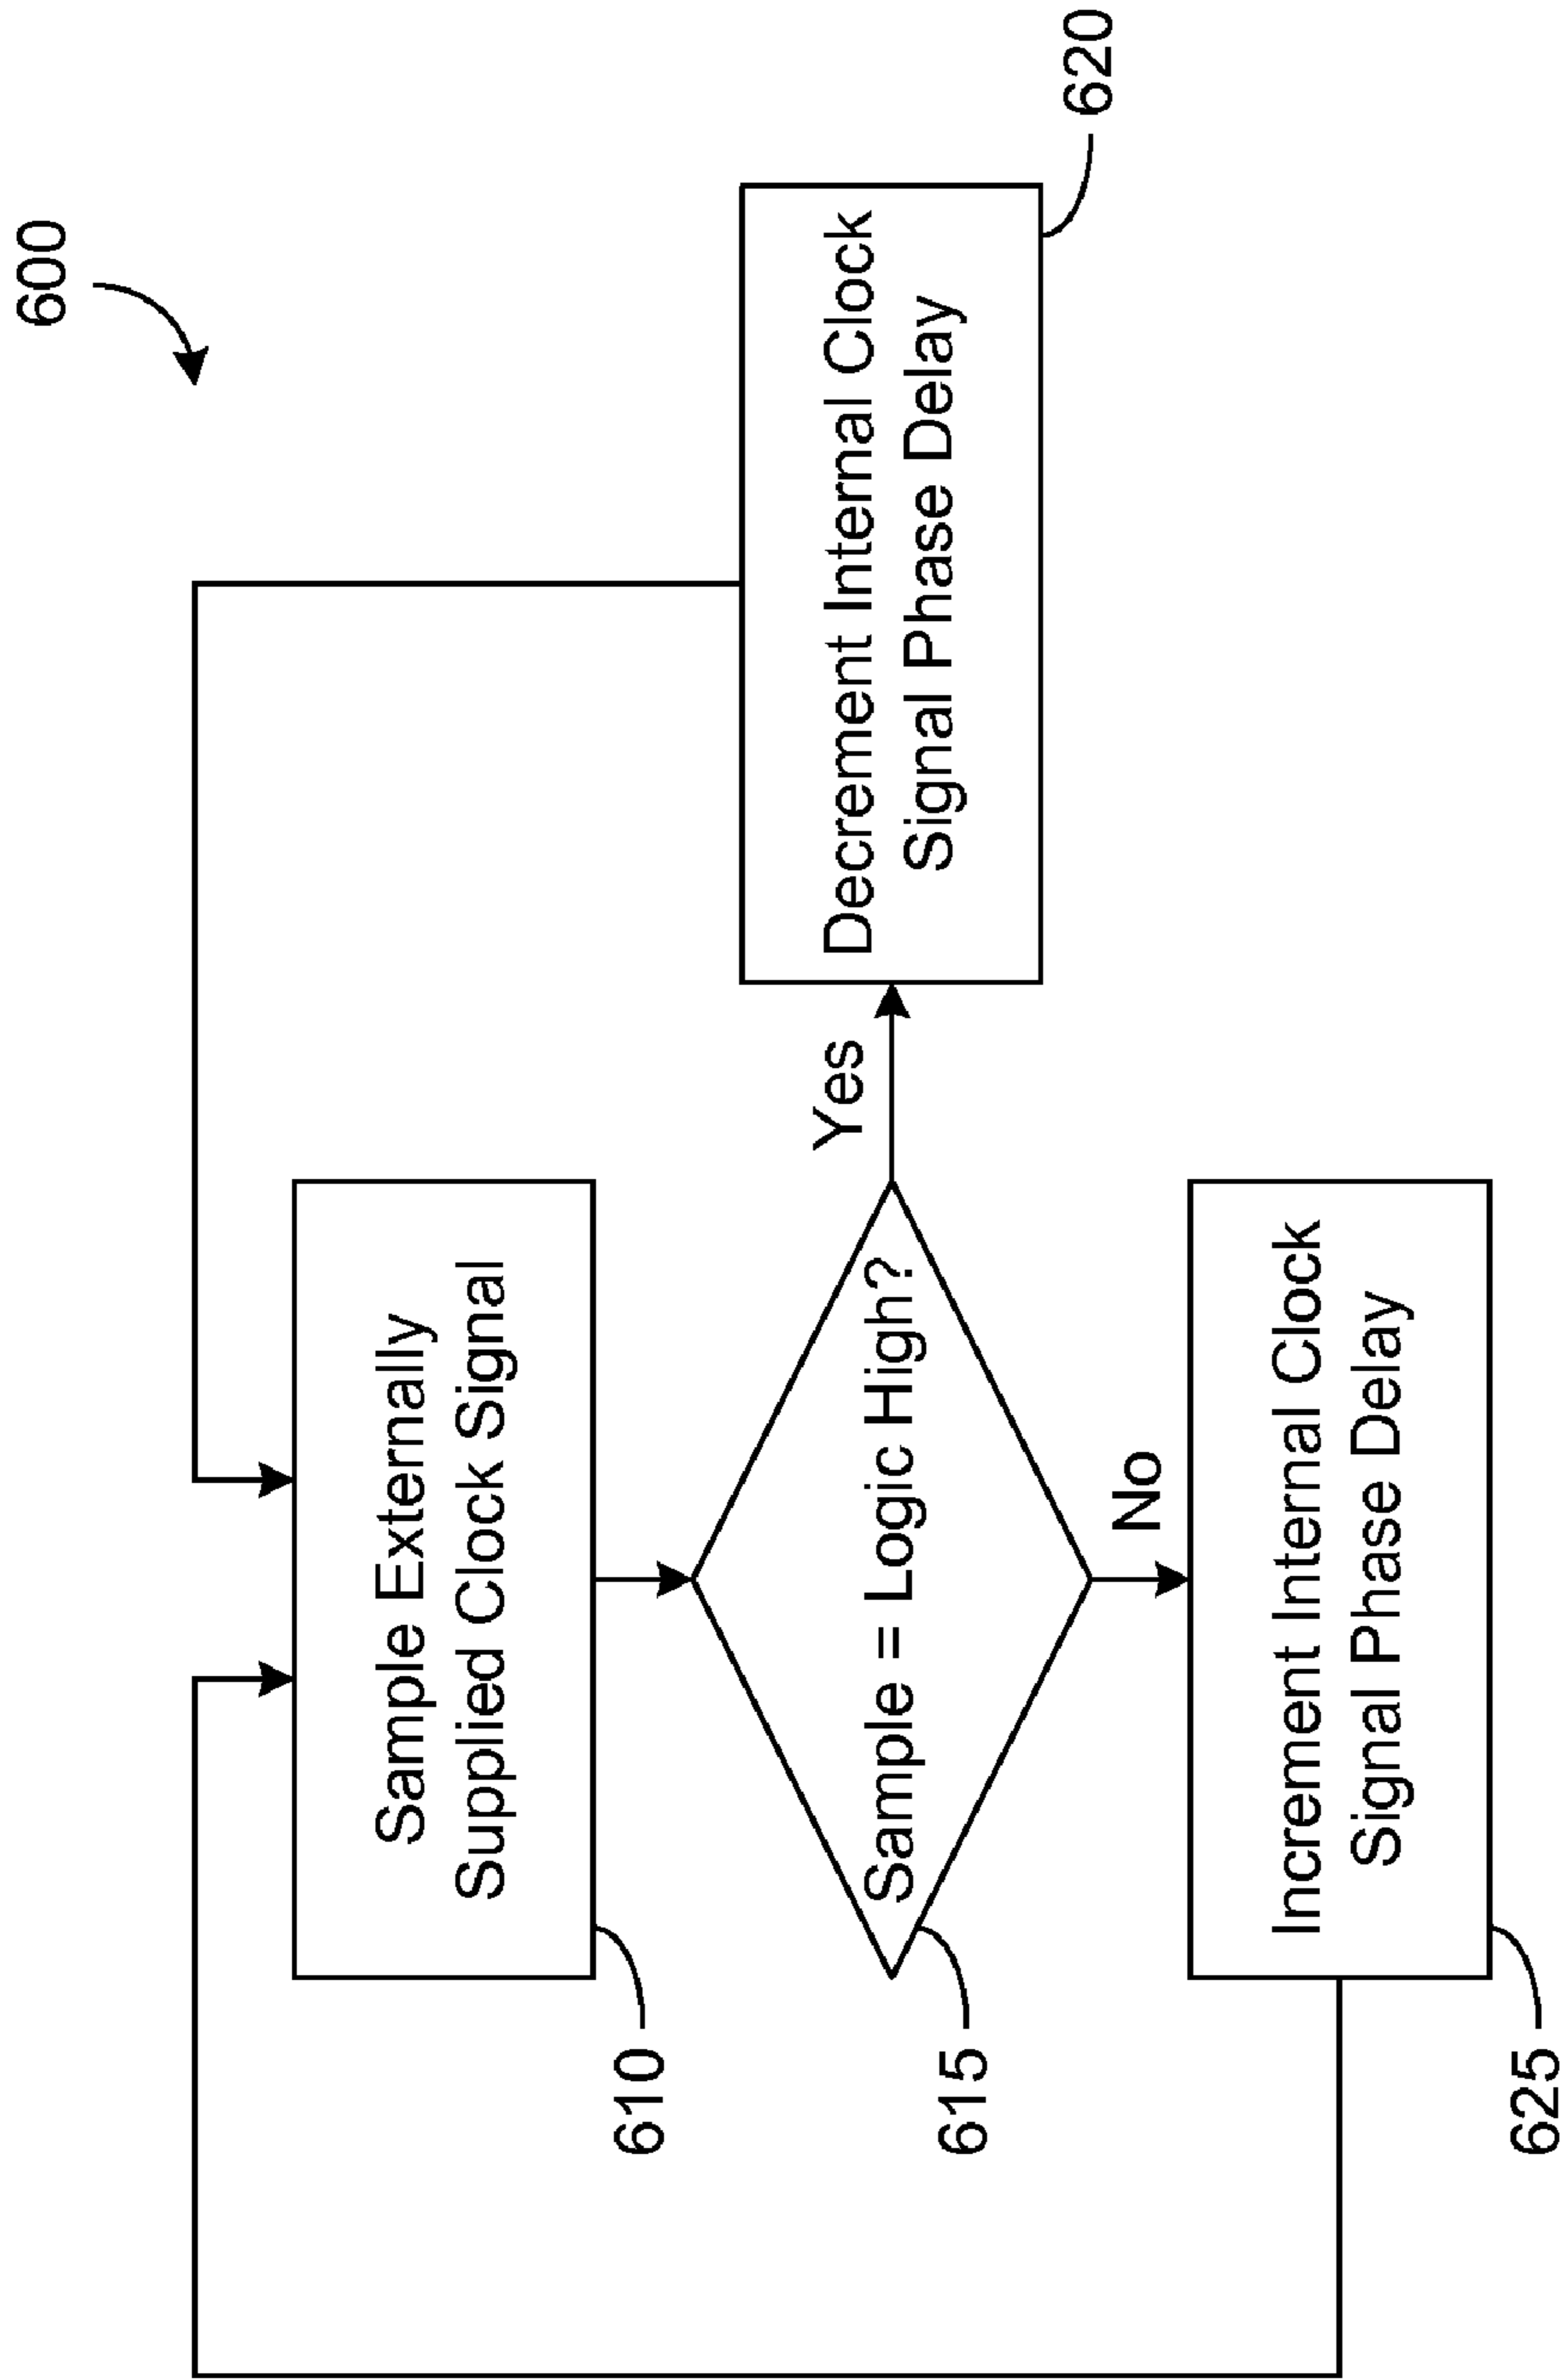 600
Sample Externally
Supplied Clock Signal
610
Sample = Logic High?
615
Yes
Decrement Internal Clock
Signal Phase Delay
620
No
Increment Internal Clock
Signal Phase Delay
625